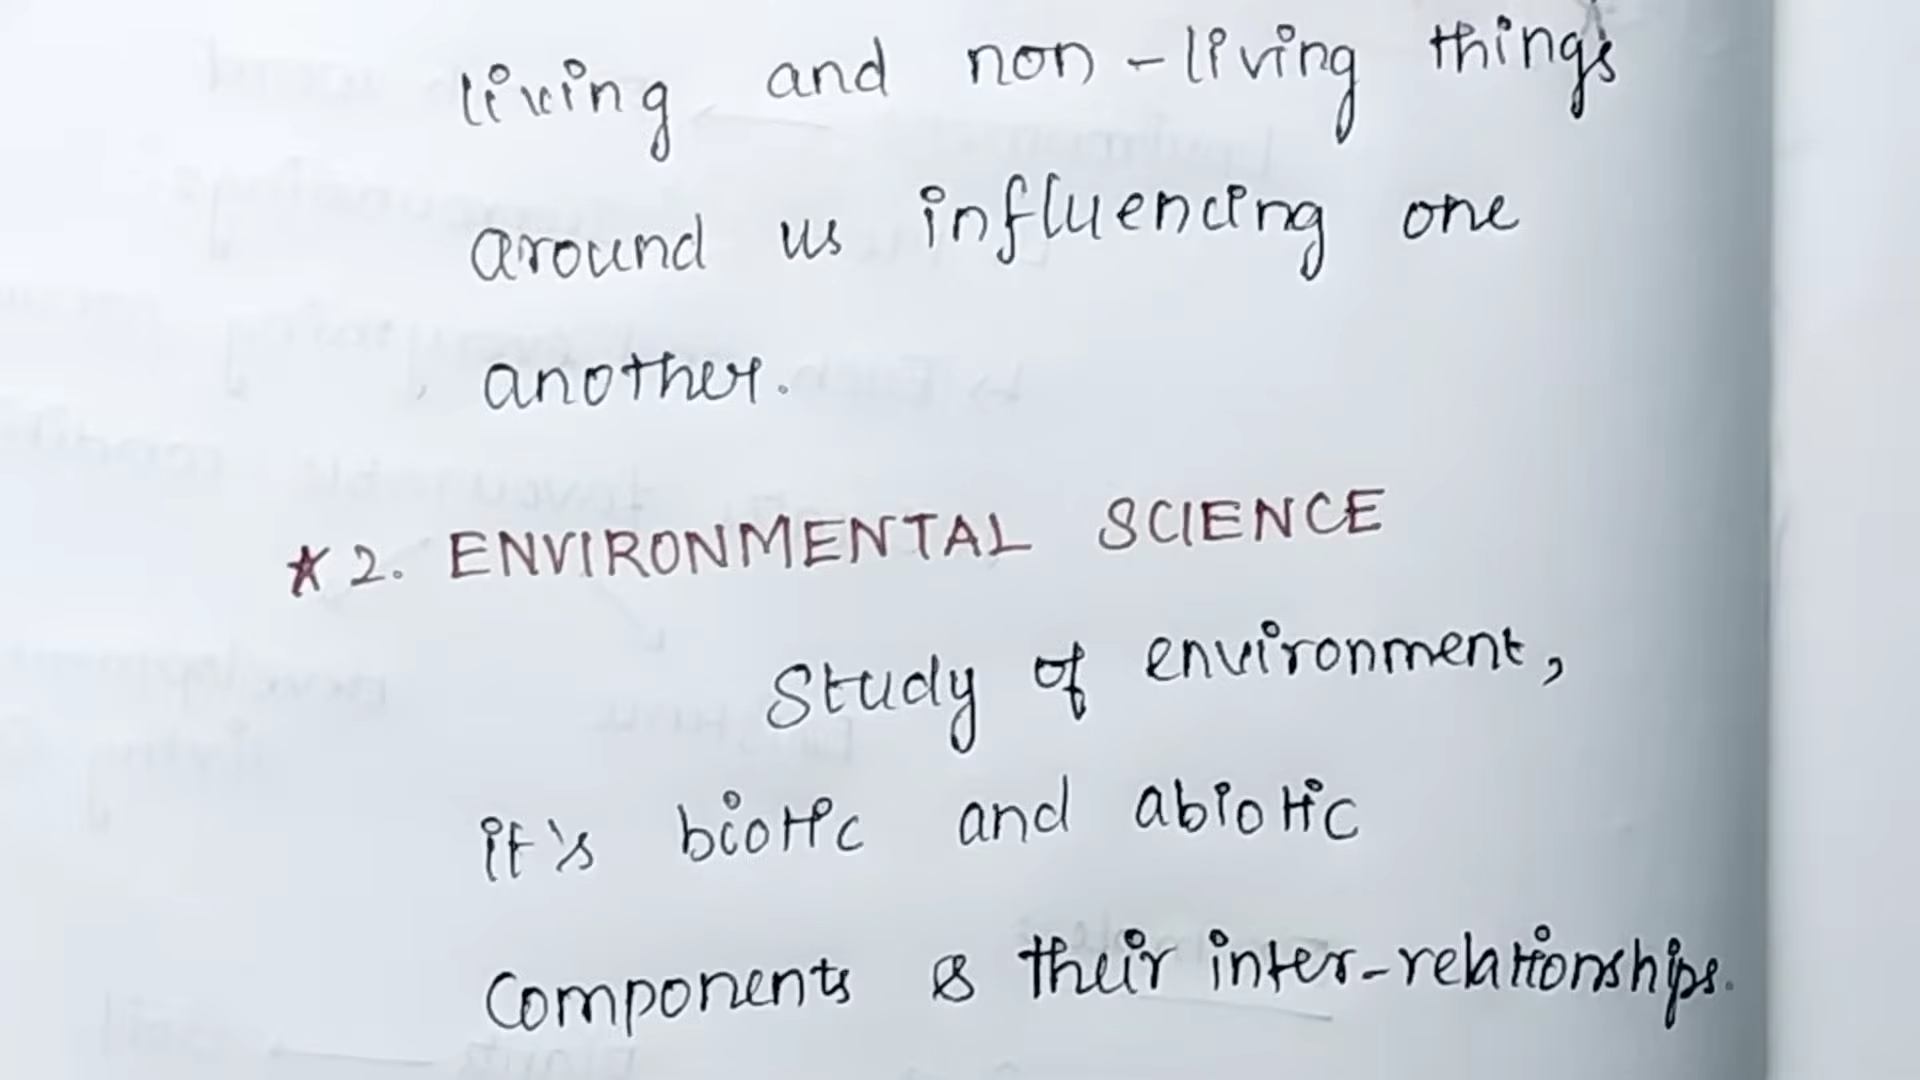 living and non-living things
around us influencing one
another.
★ 2. ENVIRONMENTAL SCIENCE
Study of environment,
it's biotic and abiotic
components & their inter-relationships.